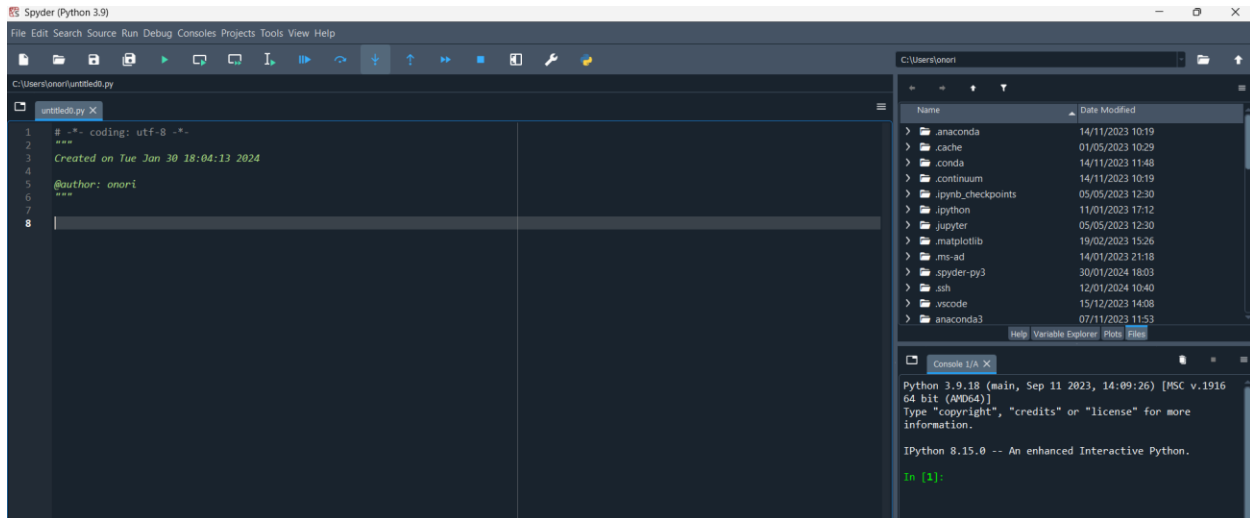 Spyder (Python 3.9)
File Edit Search Source Run Debug Consoles Projects Tools View Help
C:\Users\onori
C:\Users\onori\untitled0.py
untitled0.py
1 # -*- coding: utf-8 -*-
2 """
3 Created on Tue Jan 30 18:04:13 2024
4
5 @author: onori
6 """
7
8
Name Date Modified
.anaconda 14/11/2023 10:19
.cache 01/05/2023 10:29
.conda 14/11/2023 11:48
.continuum 14/11/2023 10:19
.ipynb_checkpoints 05/05/2023 12:30
.ipython 11/01/2023 17:12
.jupyter 05/05/2023 12:30
.matplotlib 19/02/2023 15:26
.ms-ad 14/01/2023 21:18
.spyder-py3 30/01/2024 18:03
.ssh 12/01/2024 10:40
.vscode 15/12/2023 14:08
anaconda3 07/11/2023 11:53
Help Variable Explorer Plots Files
Console 1/A
Python 3.9.18 (main, Sep 11 2023, 14:09:26) [MSC v.1916
64 bit (AMD64)]
Type "copyright", "credits" or "license" for more
information.
IPython 8.15.0 -- An enhanced Interactive Python.
In [1]: